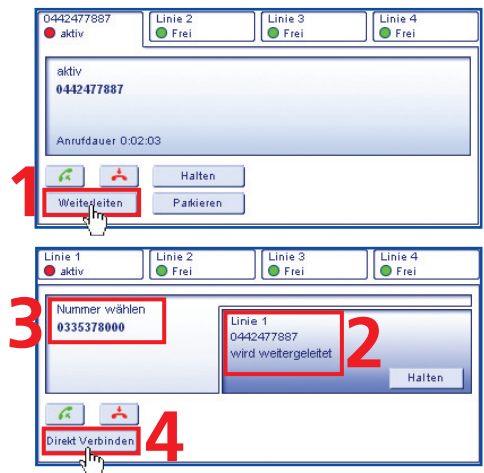 0442477887
aktiv
Linie 2
Frei
Linie 3
Frei
Linie 4
Frei
aktiv
0442477887
Anrufdauer 0:02:03
Halten
1
Weiterleiten
Parkieren
Linie 1
aktiv
Linie 2
Frei
Linie 3
Frei
Linie 4
Frei
3
Nummer wählen
0335378000
Linie 1
0442477887
wird weitergeleitet
2
Halten
Direkt Verbinden
4